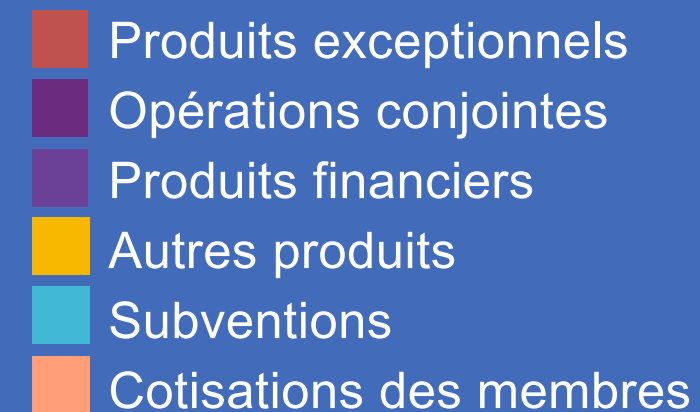 Produits exceptionnels
Opérations conjointes
Produits financiers
Autres produits
Subventions
Cotisations des membres